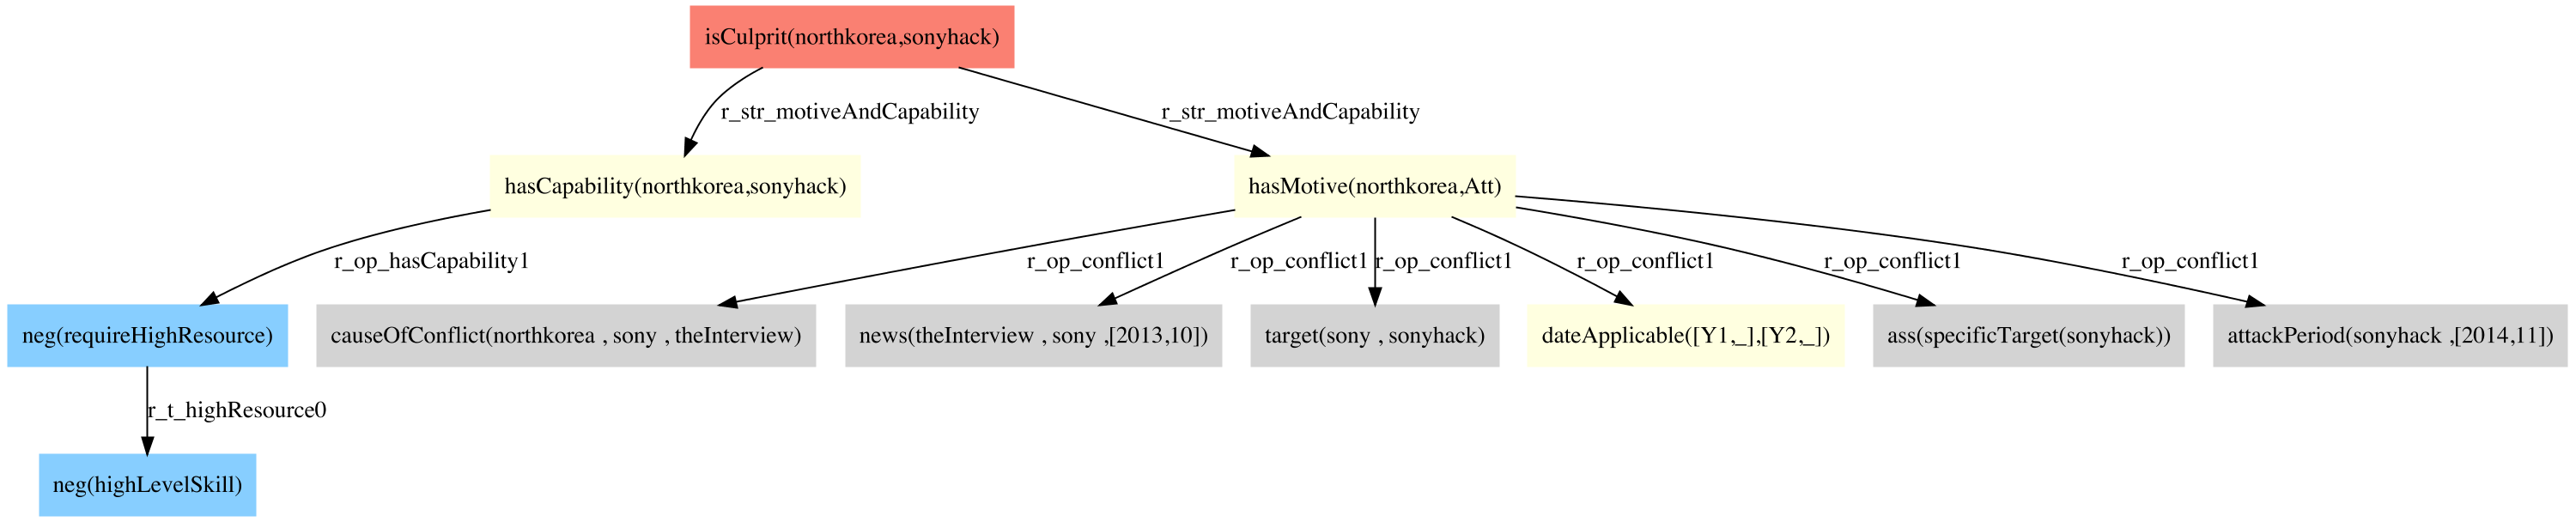 isCulprit(northkorea,sonyhack)
r_str_motiveAndCapability
r_str_motiveAndCapability
hasCapability(northkorea,sonyhack)
hasMotive(northkorea,Att)
r_op_hasCapability1
r_op_conflict1
r_op_conflict1
r_op_conflict1
r_op_conflict1
r_op_conflict1
r_op_conflict1
neg(requireHighResource)
causeOfConflict(northkorea , sony , theInterview)
news(theInterview , sony ,[2013,10])
target(sony , sonyhack)
dateApplicable([Y1,_],[Y2,_])
ass(specificTarget(sonyhack))
attackPeriod(sonyhack ,[2014,11])
r_t_highResource0
neg(highLevelSkill)